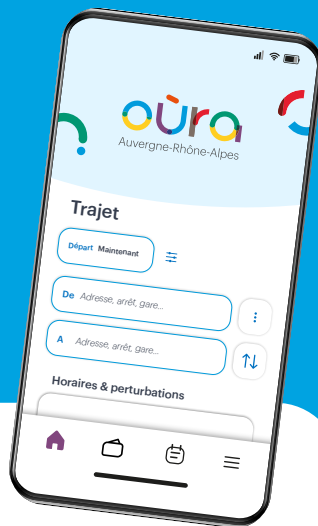 oùra
Auvergne-Rhône-Alpes
Trajet
Départ Maintenant
De Adresse, arrêt, gare...
A Adresse, arrêt, gare...
Horaires & perturbations